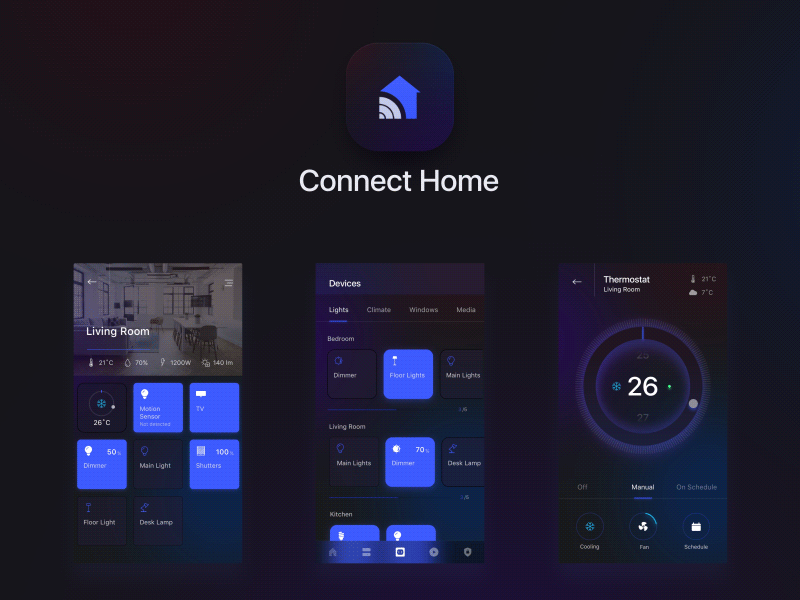 Connect Home
Living Room
21°C
70%
1200W
140 lm
26°C
Motion
Sensor
Not detected
TV
50 %
Dimmer
Main Light
100 %
Shutters
Floor Light
Desk Lamp
Devices
Lights Climate Windows Media
Bedroom
Dimmer
Floor Lights
Main Lights
Living Room
Main Lights
70 %
Dimmer
Desk Lamp
Kitchen
Thermostat
Living Room
21°C
7°C
25
26
27
Off Manual On Schedule
Cooling
Fan
Schedule